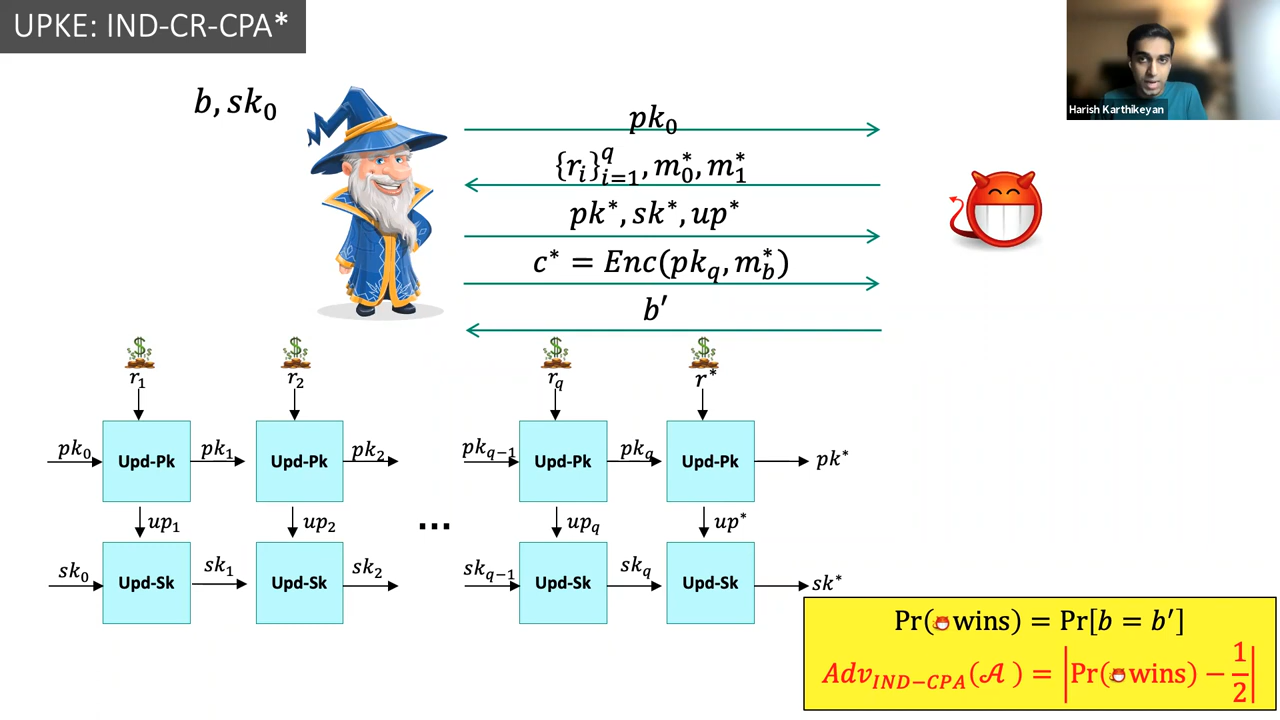 UPKE: IND-CR-CPA*
Harish Karthikeyan
b, sk₀
pk₀
{rᵢ}ᵢ₌₁^q, m₀*, m₁*
pk*, sk*, up*
c* = Enc(pk_q, m_b*)
b′
r₁ r₂ r_q r*
pk₀ Upd-Pk pk₁ Upd-Pk pk₂ pk_{q−1} Upd-Pk pk_q Upd-Pk pk*
up₁ up₂ ... up_q up*
sk₀ Upd-Sk sk₁ Upd-Sk sk₂ sk_{q−1} Upd-Sk sk_q Upd-Sk sk*
Pr(wins) = Pr[b = b′]
Adv_{IND−CPA}(𝒜) = |Pr(wins) − 1/2|